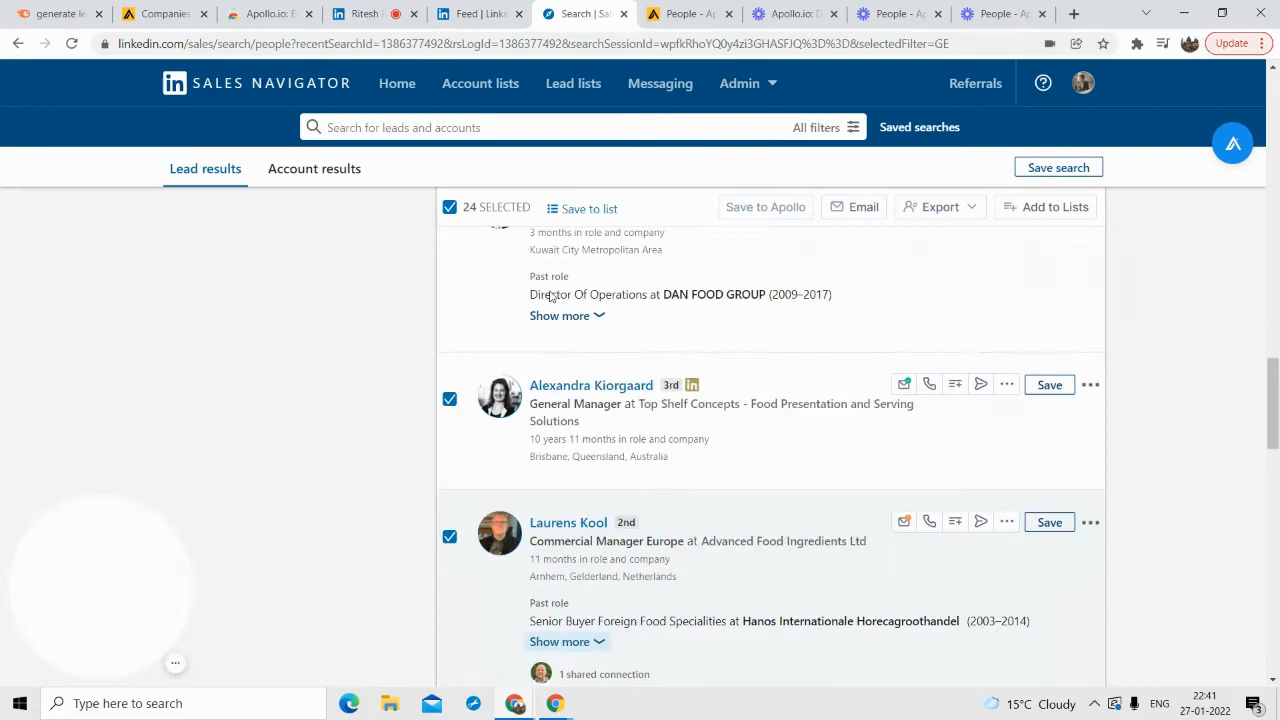 generate le
Companies
Apollo.io: E
Ritesh P
Feed | Linke
Search | Sal
People - Ap
Apollo.io: D
People - Ap
People - Ap
linkedin.com/sales/search/people?recentSearchId=1386377492&rLogId=1386377492&searchSessionId=wpfkRhoYQ0y4zi3GHASFJQ%3D%3D&selectedFilter=GE
Update
in SALES NAVIGATOR
Home
Account lists
Lead lists
Messaging
Admin
Referrals
Search for leads and accounts
All filters
Saved searches
Lead results
Account results
Save search
24 SELECTED
Save to list
Save to Apollo
Email
Export
Add to Lists
3 months in role and company
Kuwait City Metropolitan Area
Past role
Director Of Operations at DAN FOOD GROUP (2009–2017)
Show more
Alexandra Kiorgaard 3rd in
Save
General Manager at Top Shelf Concepts - Food Presentation and Serving
Solutions
10 years 11 months in role and company
Brisbane, Queensland, Australia
Laurens Kool 2nd
Save
Commercial Manager Europe at Advanced Food Ingredients Ltd
11 months in role and company
Arnhem, Gelderland, Netherlands
Past role
Senior Buyer Foreign Food Specialities at Hanos Internationale Horecagroothandel (2003–2014)
Show more
1 shared connection
Type here to search
15°C Cloudy
ENG
22:41
27-01-2022
3